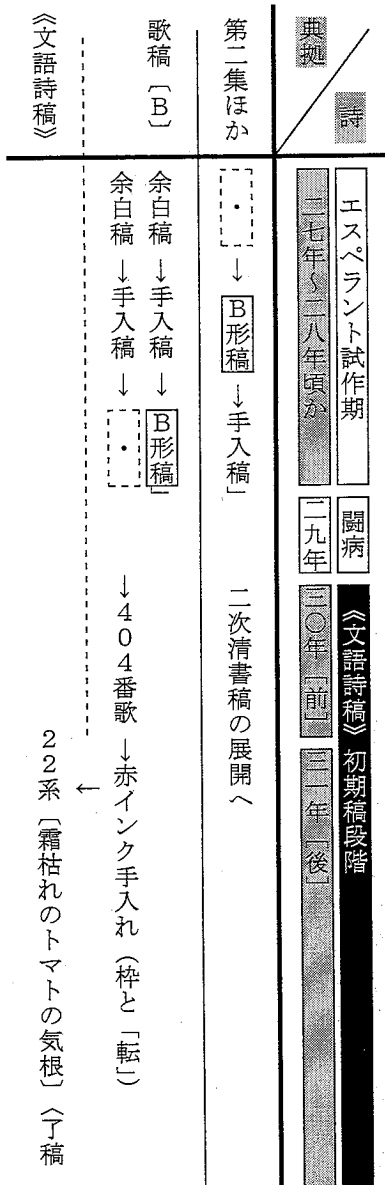 詩
典拠
エスペラント試作期
闘病
《文語詩稿》初期稿段階
二七年～二八年頃か
二九年
三〇年［前］
三一年［後］
第二集ほか
・ → B形稿 → 手入稿」
二次清書稿の展開へ
歌稿〔B〕
余白稿 → 手入稿 → B形稿」
余白稿 → 手入稿 → ・
→ 404番歌 → 赤インク手入れ（枠と「転」）
↓
《文語詩稿》
22系〔霜枯れのトマトの気根〕〈了稿